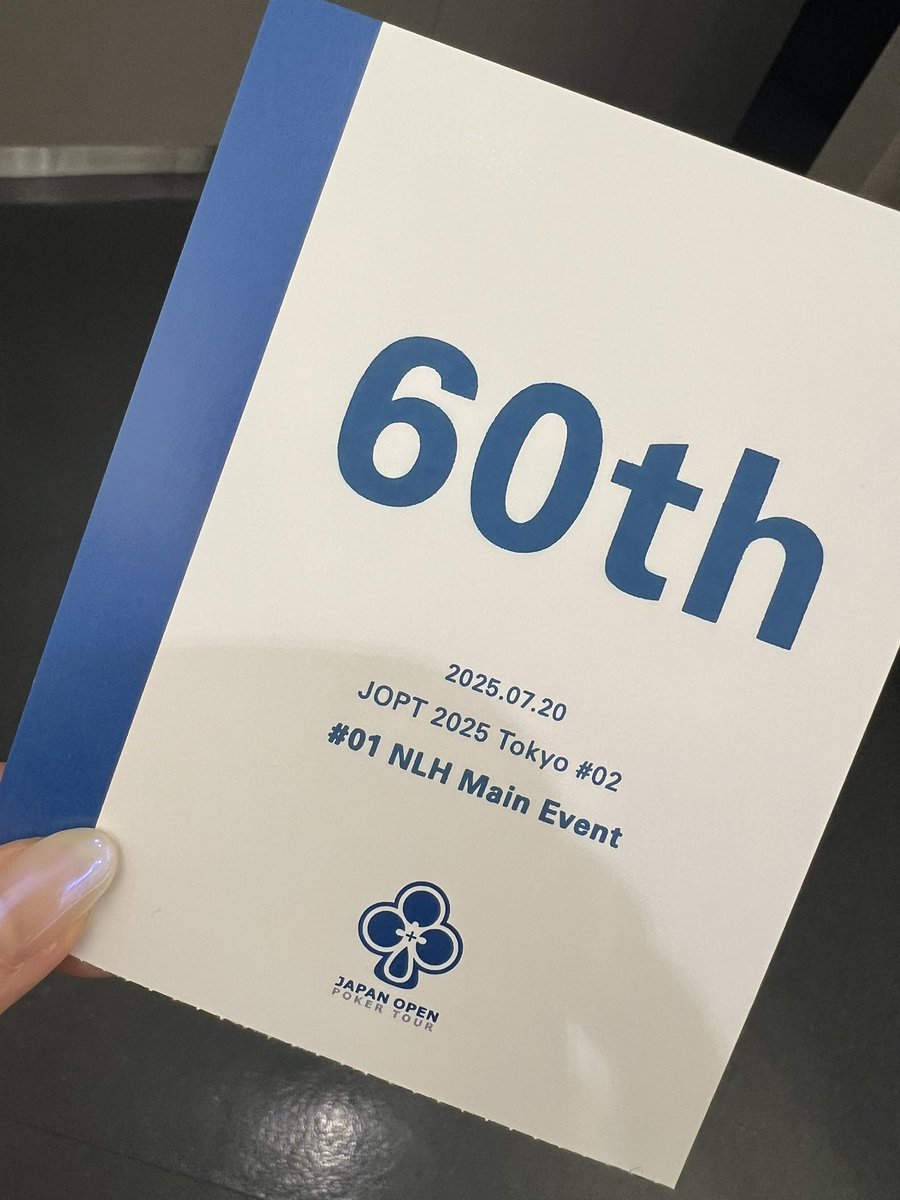 60th
2025.07.20
JOPT 2025 Tokyo #02
#01 NLH Main Event
JAPAN OPEN
POKER TOUR